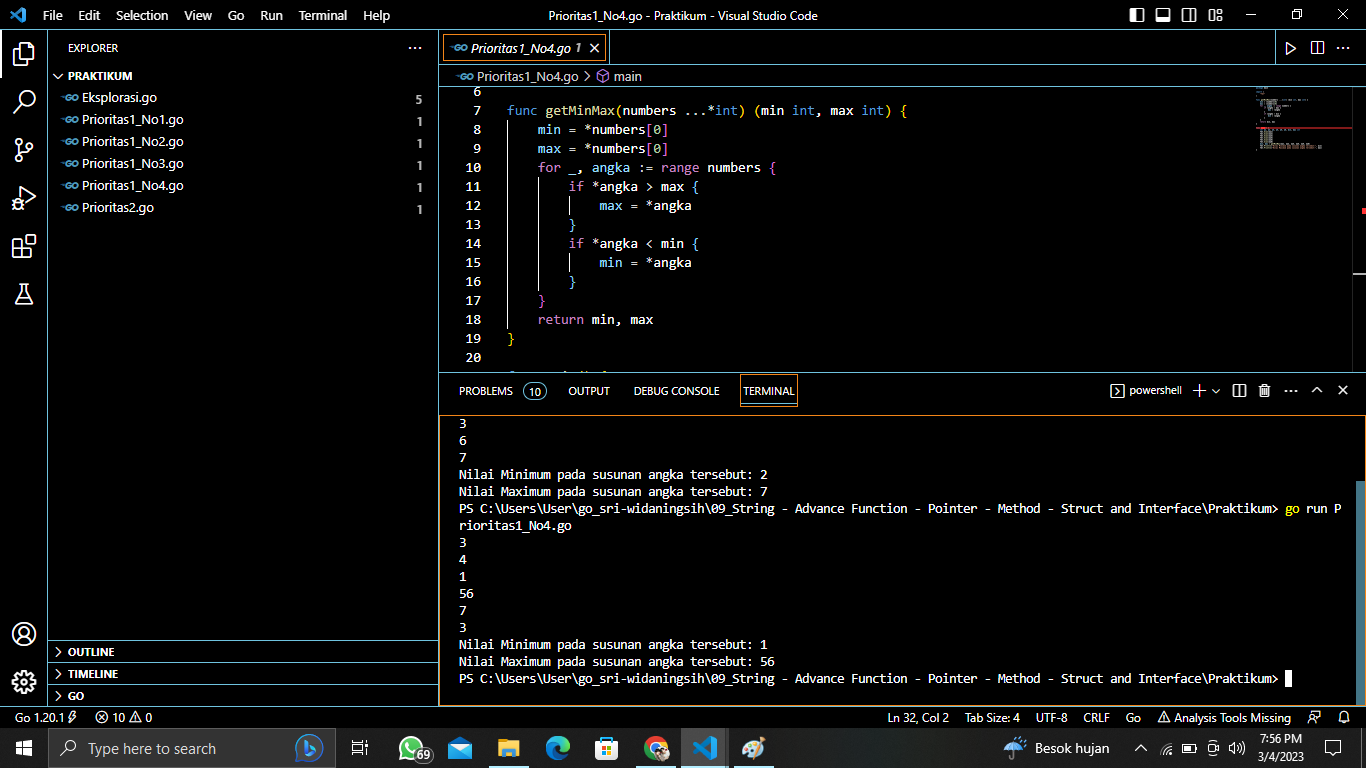 File Edit Selection View Go Run Terminal Help
Prioritas1_No4.go - Praktikum - Visual Studio Code
EXPLORER
PRAKTIKUM
Eksplorasi.go 5
Prioritas1_No1.go 1
Prioritas1_No2.go 1
Prioritas1_No3.go 1
Prioritas1_No4.go 1
Prioritas2.go 1
OUTLINE
TIMELINE
GO
GO Prioritas1_No4.go 1
GO Prioritas1_No4.go > main
6
7 func getMinMax(numbers ...*int) (min int, max int) {
8 min = *numbers[0]
9 max = *numbers[0]
10 for _, angka := range numbers {
11 if *angka > max {
12 max = *angka
13 }
14 if *angka < min {
15 min = *angka
16 }
17 }
18 return min, max
19 }
20
PROBLEMS 10 OUTPUT DEBUG CONSOLE TERMINAL
powershell
3
6
7
Nilai Minimum pada susunan angka tersebut: 2
Nilai Maximum pada susunan angka tersebut: 7
PS C:\Users\User\go_sri-widaningsih\09_String - Advance Function - Pointer - Method - Struct and Interface\Praktikum> go run P
rioritas1_No4.go
3
4
1
56
7
3
Nilai Minimum pada susunan angka tersebut: 1
Nilai Maximum pada susunan angka tersebut: 56
PS C:\Users\User\go_sri-widaningsih\09_String - Advance Function - Pointer - Method - Struct and Interface\Praktikum>
Go 1.20.1 10 0
Ln 32, Col 2 Tab Size: 4 UTF-8 CRLF Go Analysis Tools Missing
Type here to search
69
Besok hujan
7:56 PM
3/4/2023